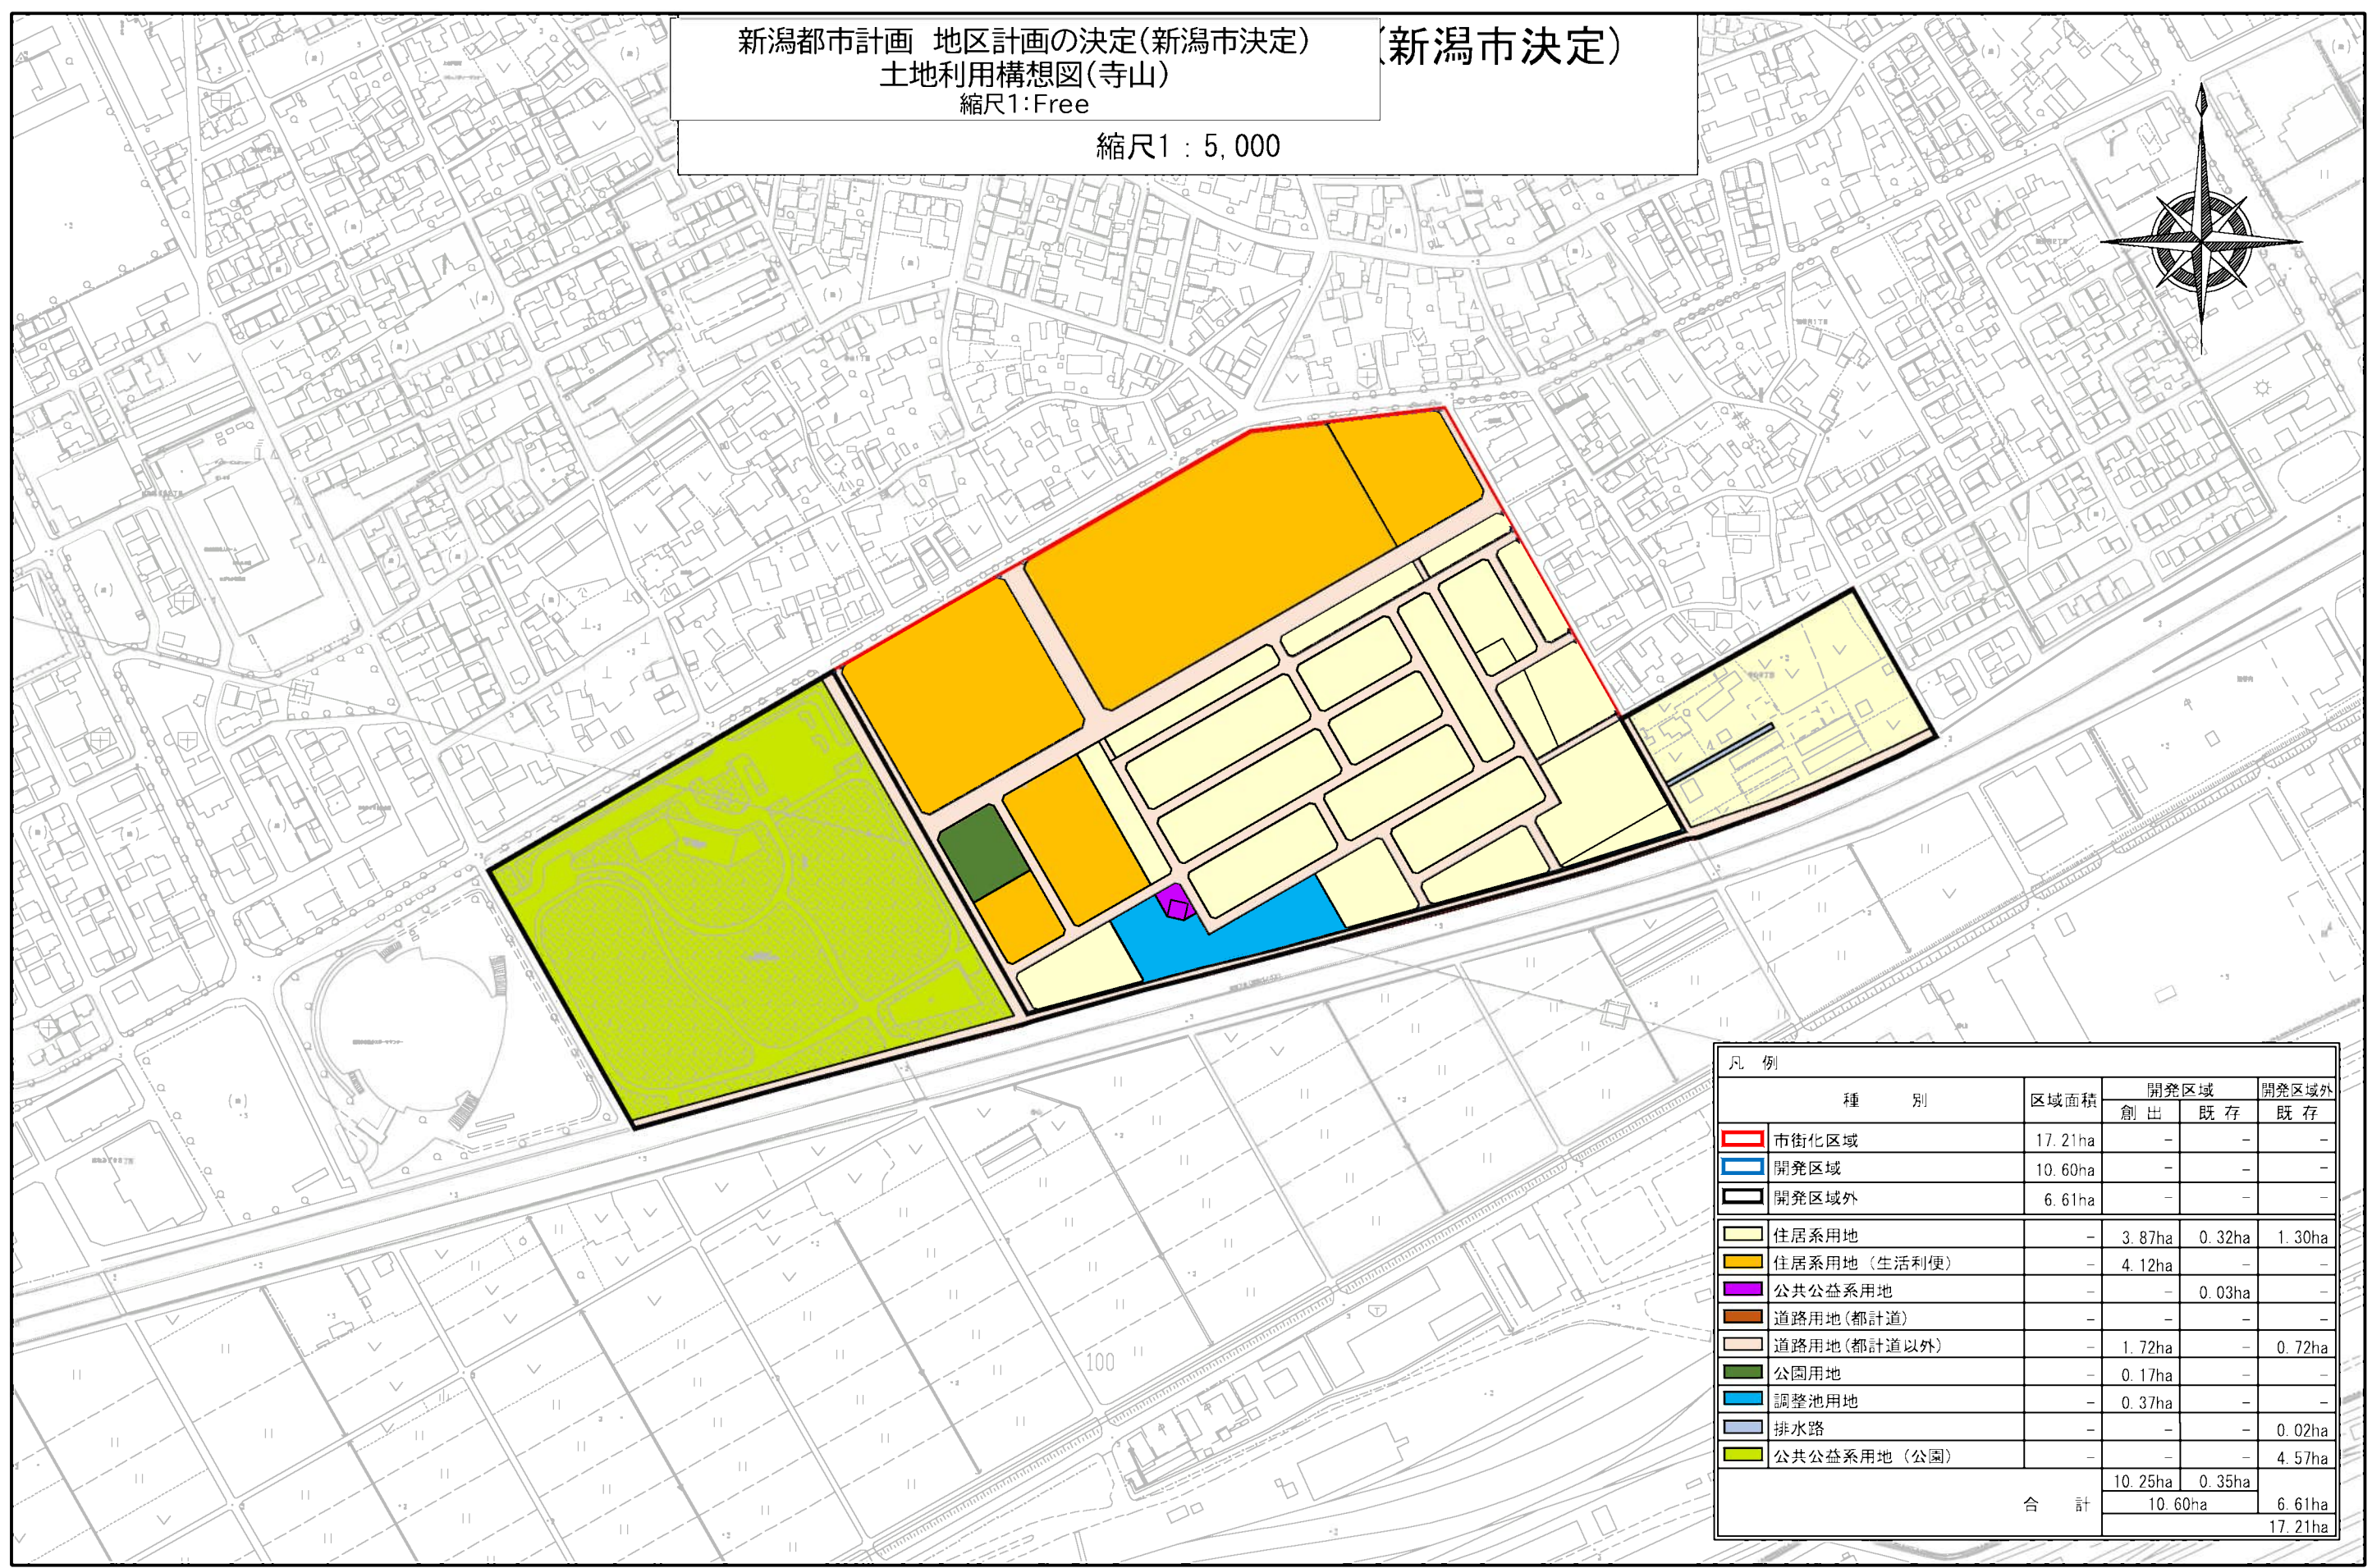 新潟都市計画 地区計画の決定(新潟市決定)
土地利用構想図(寺山)
縮尺1:Free
(新潟市決定)
縮尺1：5,000
100
凡 例
種 別 区域面積 開発区域 開発区域外
創 出 既 存 既 存
市街化区域 17.21ha － － －
開発区域 10.60ha － － －
開発区域外 6.61ha － － －
住居系用地 － 3.87ha 0.32ha 1.30ha
住居系用地（生活利便） － 4.12ha － －
公共公益系用地 － － 0.03ha －
道路用地(都計道) － － － －
道路用地(都計道以外) － 1.72ha － 0.72ha
公園用地 － 0.17ha － －
調整池用地 － 0.37ha － －
排水路 － － － 0.02ha
公共公益系用地（公園） － － － 4.57ha
10.25ha 0.35ha
合 計 10.60ha 6.61ha
17.21ha